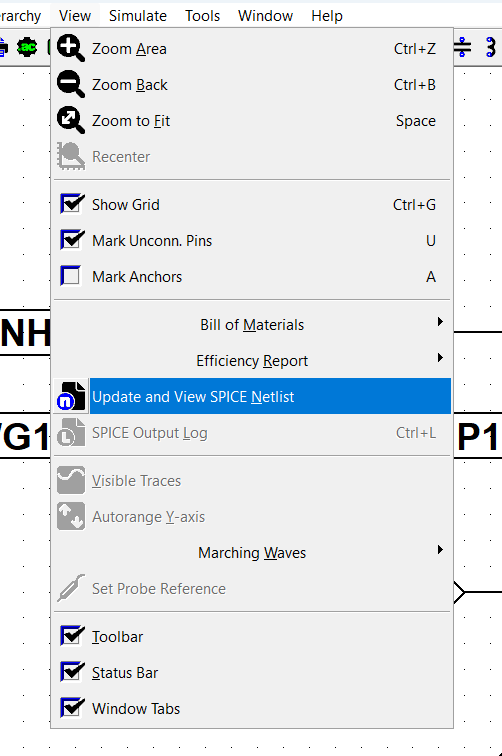 erarchy View Simulate Tools Window Help
ac
Zoom Area Ctrl+Z
Zoom Back Ctrl+B
Zoom to Fit Space
Recenter
Show Grid Ctrl+G
Mark Unconn. Pins U
Mark Anchors A
NH
Bill of Materials
Efficiency Report
n Update and View SPICE Netlist
G1
L SPICE Output Log Ctrl+L
P1
Visible Traces
Autorange Y-axis
Marching Waves
Set Probe Reference
Toolbar
Status Bar
Window Tabs